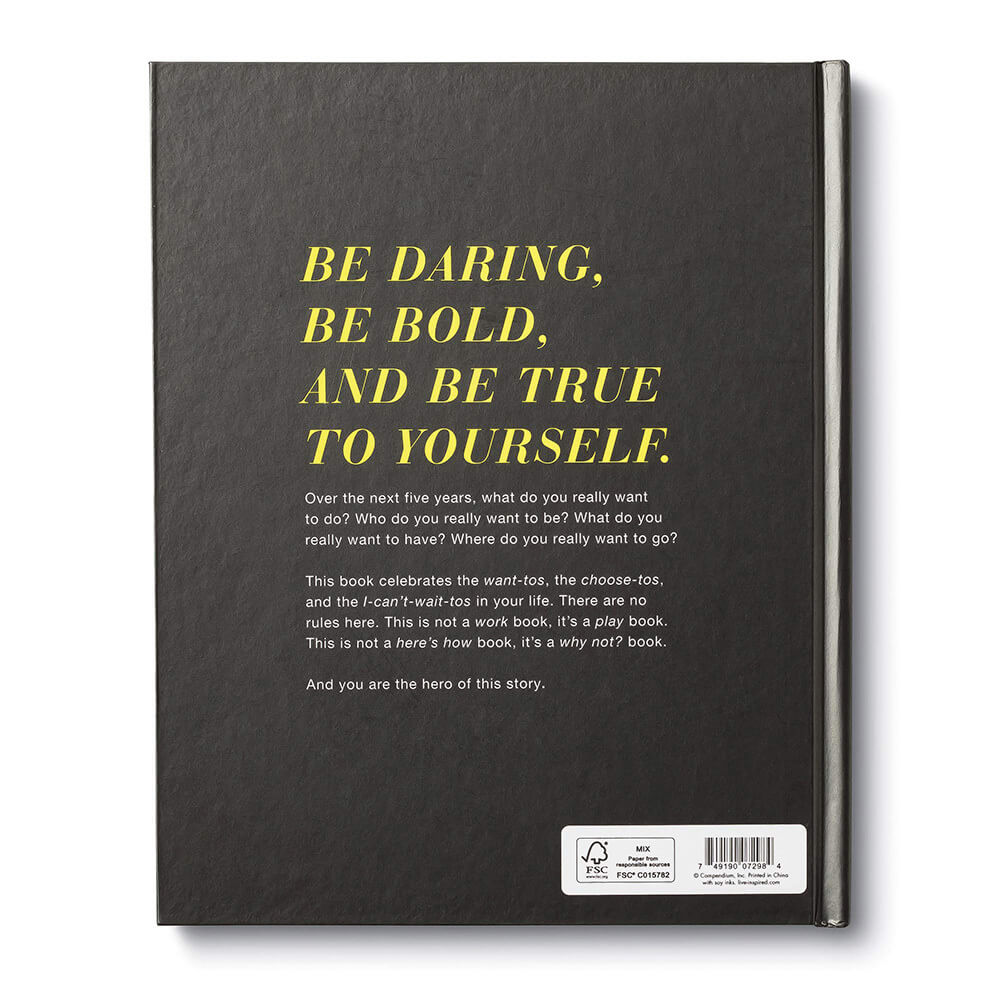 BE DARING,
BE BOLD,
AND BE TRUE
TO YOURSELF.
Over the next five years, what do you really want
to do? Who do you really want to be? What do you
really want to have? Where do you really want to go?
This book celebrates the want-tos, the choose-tos,
and the I-can't-wait-tos in your life. There are no
rules here. This is not a work book, it's a play book.
This is not a here's how book, it's a why not? book.
And you are the hero of this story.
FSC
www.fsc.org
MIX
Paper from
responsible sources
FSC® C015782
7 49190 07298 4
© Compendium, Inc. Printed in China
with soy inks. live-inspired.com